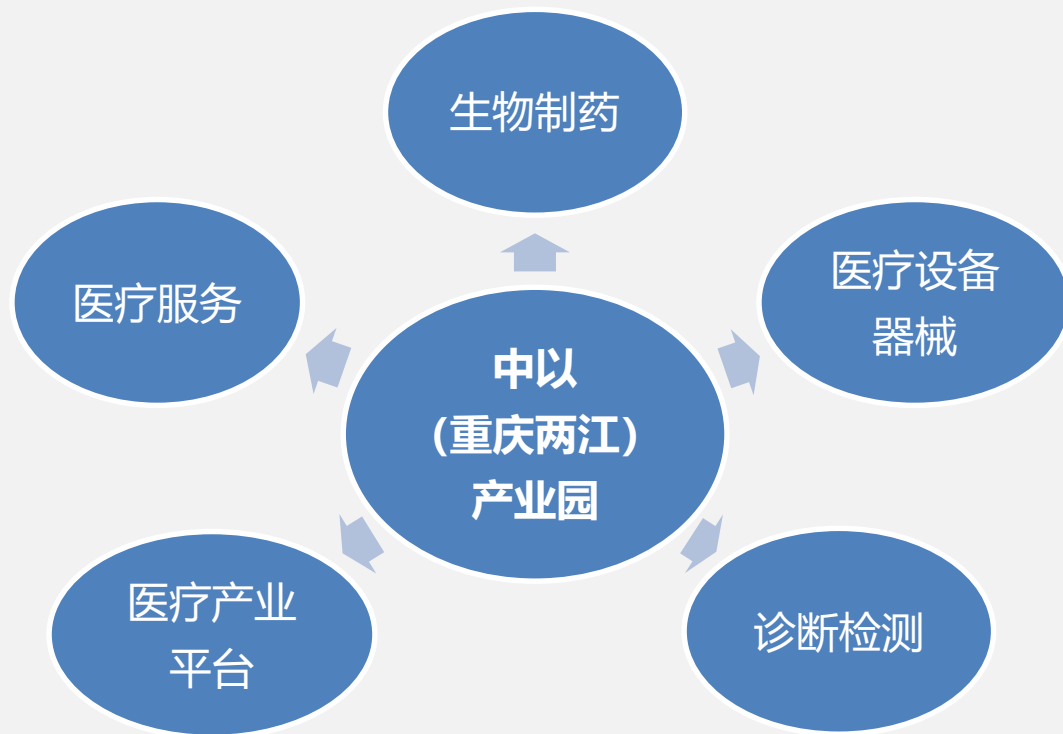 生物制药
医疗服务
医疗设备
器械
中以
（重庆两江）
产业园
医疗产业
平台
诊断检测